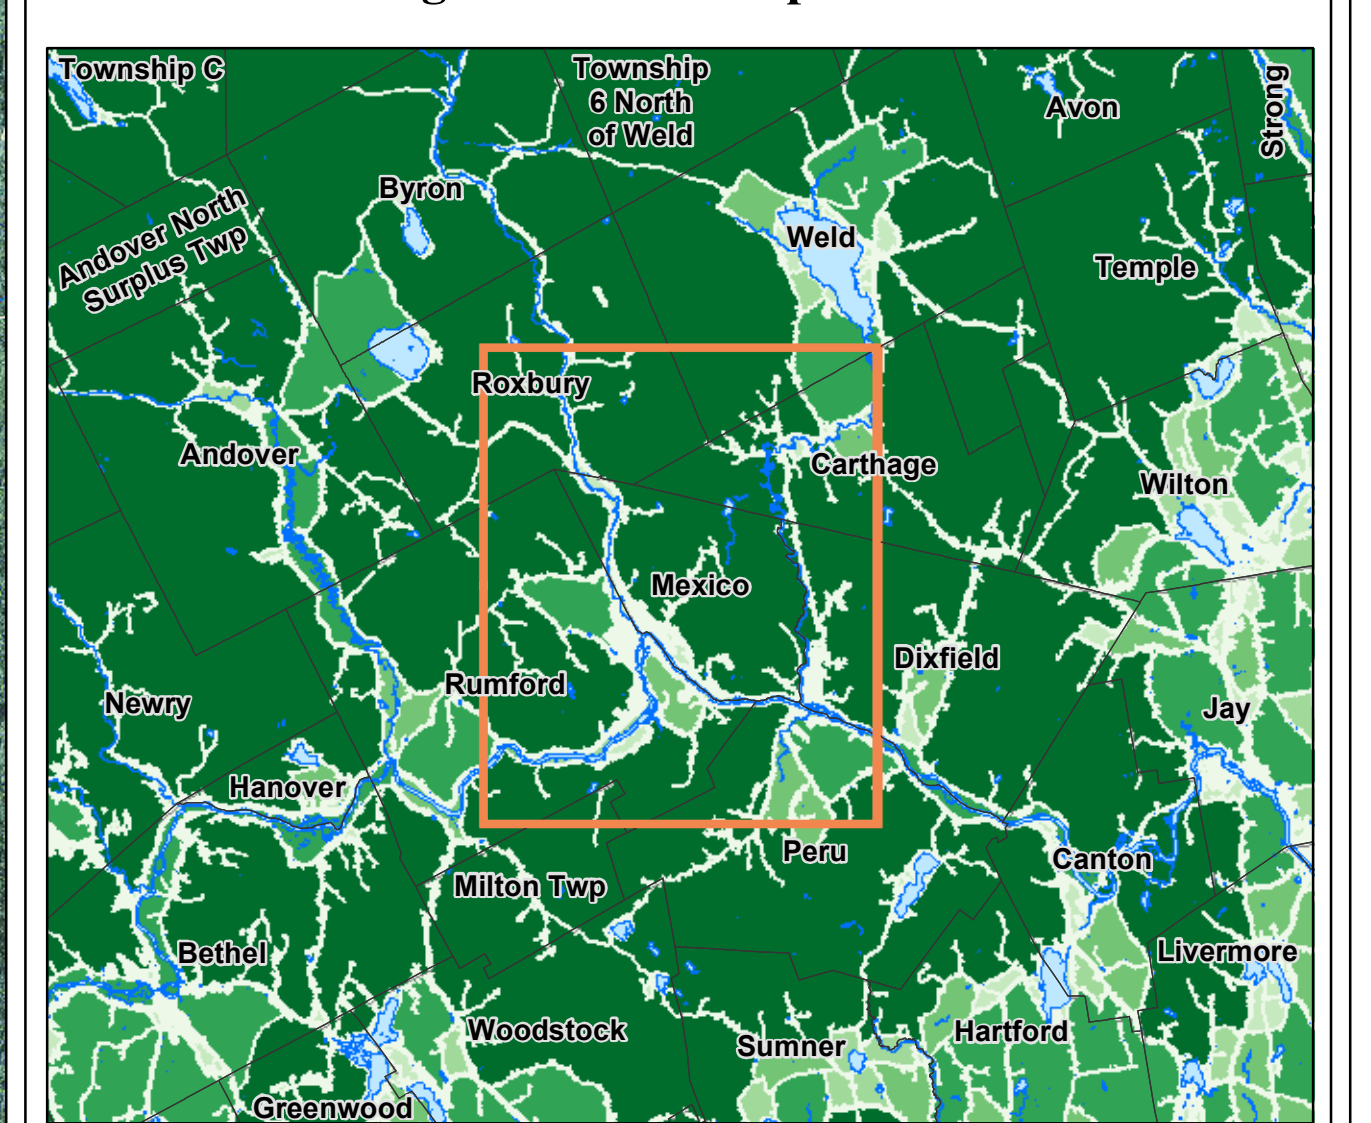 Township C
Township
6 North
of Weld
Avon
Strong
Byron
Andover North
Surplus Twp
Weld
Temple
Roxbury
Andover
Carthage
Wilton
Mexico
Dixfield
Rumford
Newry
Jay
Hanover
Peru
Canton
Milton Twp
Bethel
Livermore
Woodstock
Sumner
Hartford
Greenwood